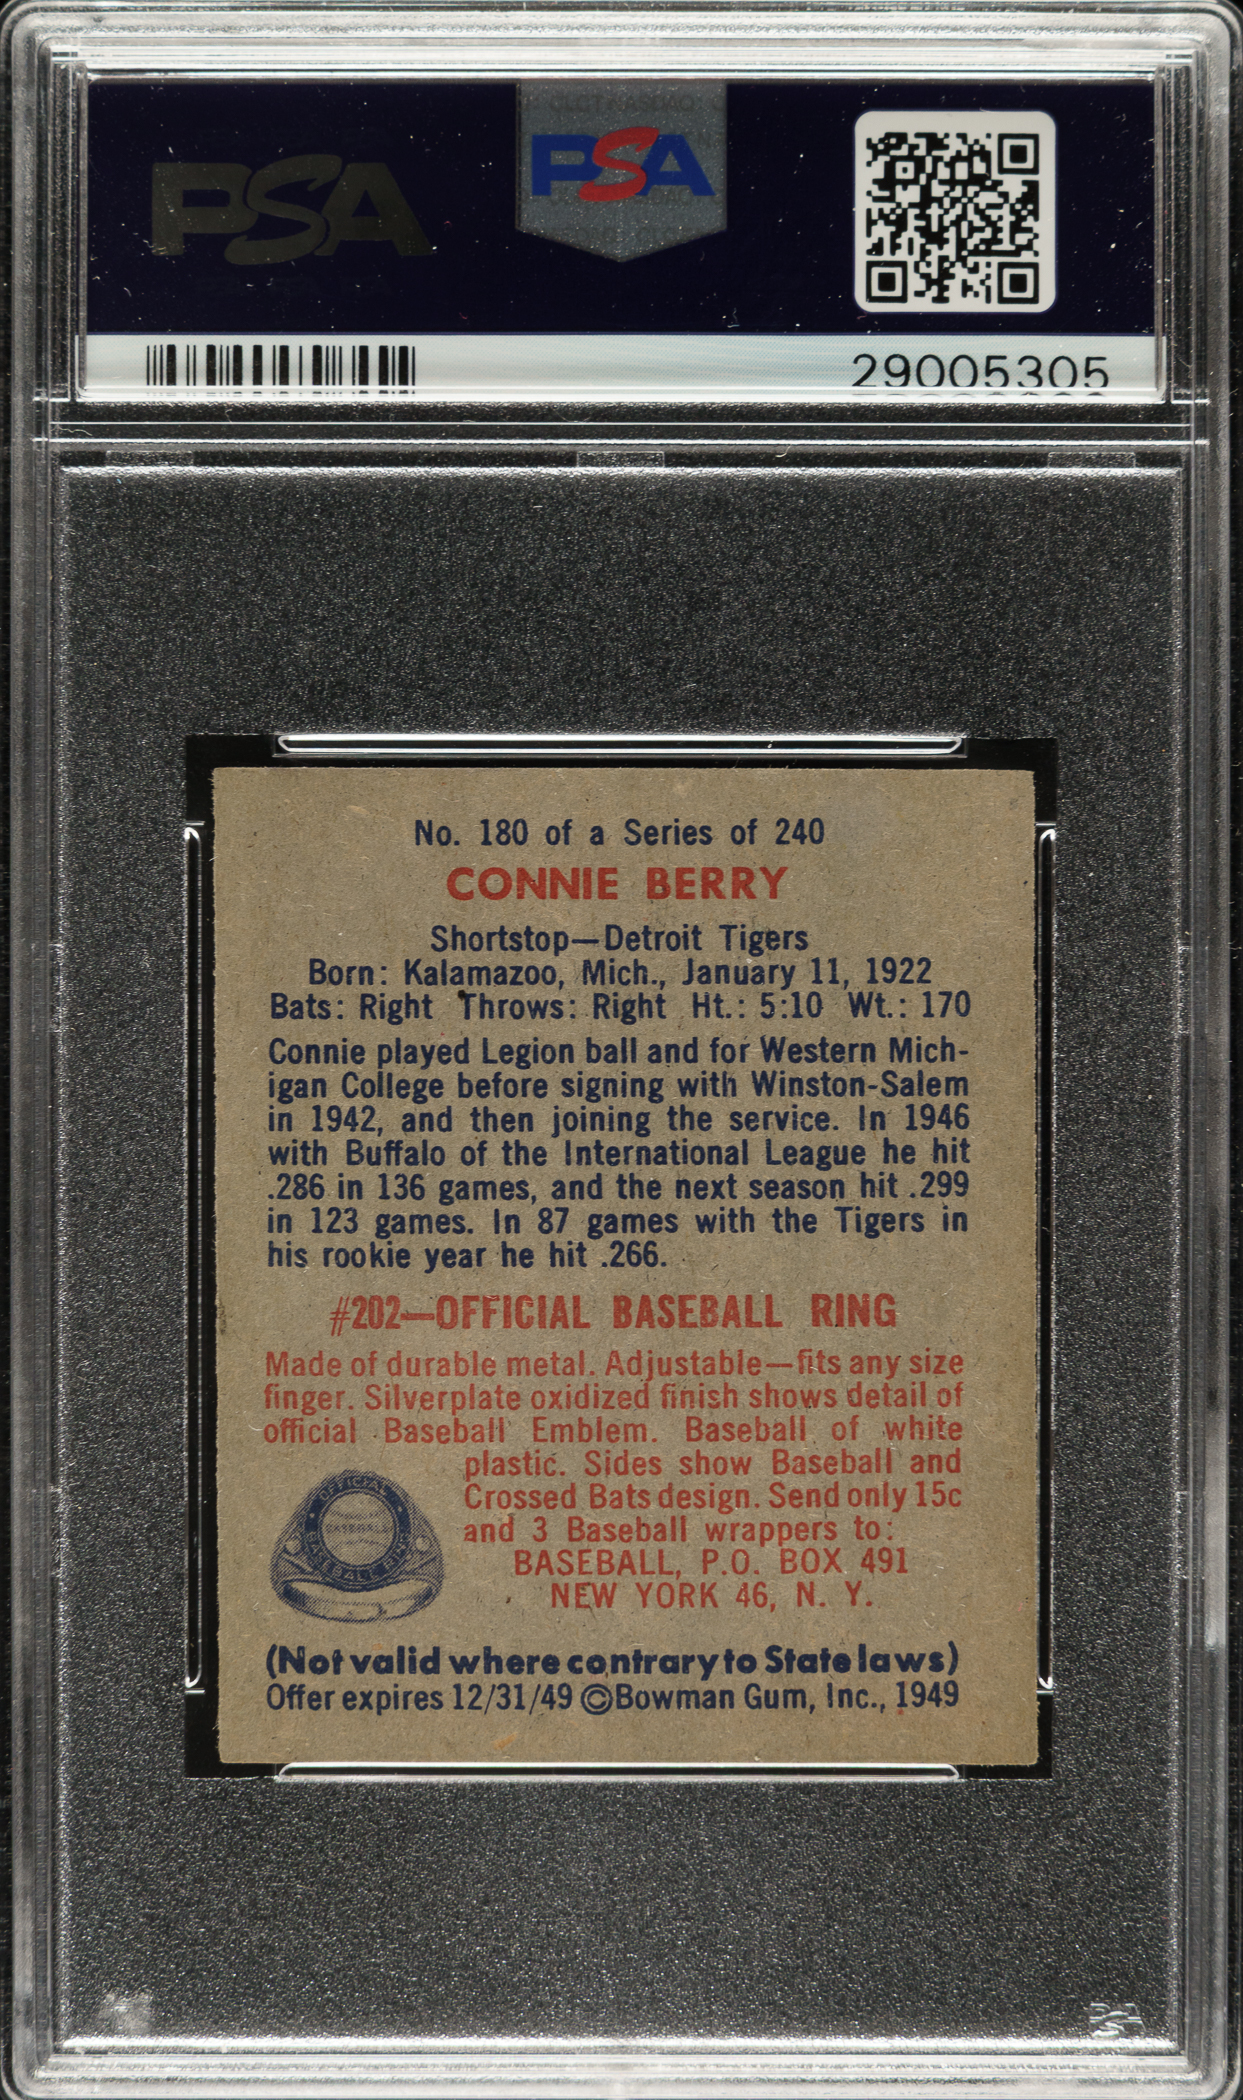 PSA
PSA
29005305
No. 180 of a Series of 240
CONNIE BERRY
Shortstop—Detroit Tigers
Born: Kalamazoo, Mich., January 11, 1922
Bats: Right Throws: Right Ht.: 5:10 Wt.: 170
Connie played Legion ball and for Western Mich-
igan College before signing with Winston-Salem
in 1942, and then joining the service. In 1946
with Buffalo of the International League he hit
.286 in 136 games, and the next season hit .299
in 123 games. In 87 games with the Tigers in
his rookie year he hit .266.
#202—OFFICIAL BASEBALL RING
Made of durable metal. Adjustable—fits any size
finger. Silverplate oxidized finish shows detail of
official Baseball Emblem. Baseball of white
plastic. Sides show Baseball and
Crossed Bats design. Send only 15c
and 3 Baseball wrappers to:
BASEBALL, P.O. BOX 491
NEW YORK 46, N. Y.
OFFICIAL
BASEBALL
(Not valid where contrary to State laws)
Offer expires 12/31/49 ©Bowman Gum, Inc., 1949
PSA